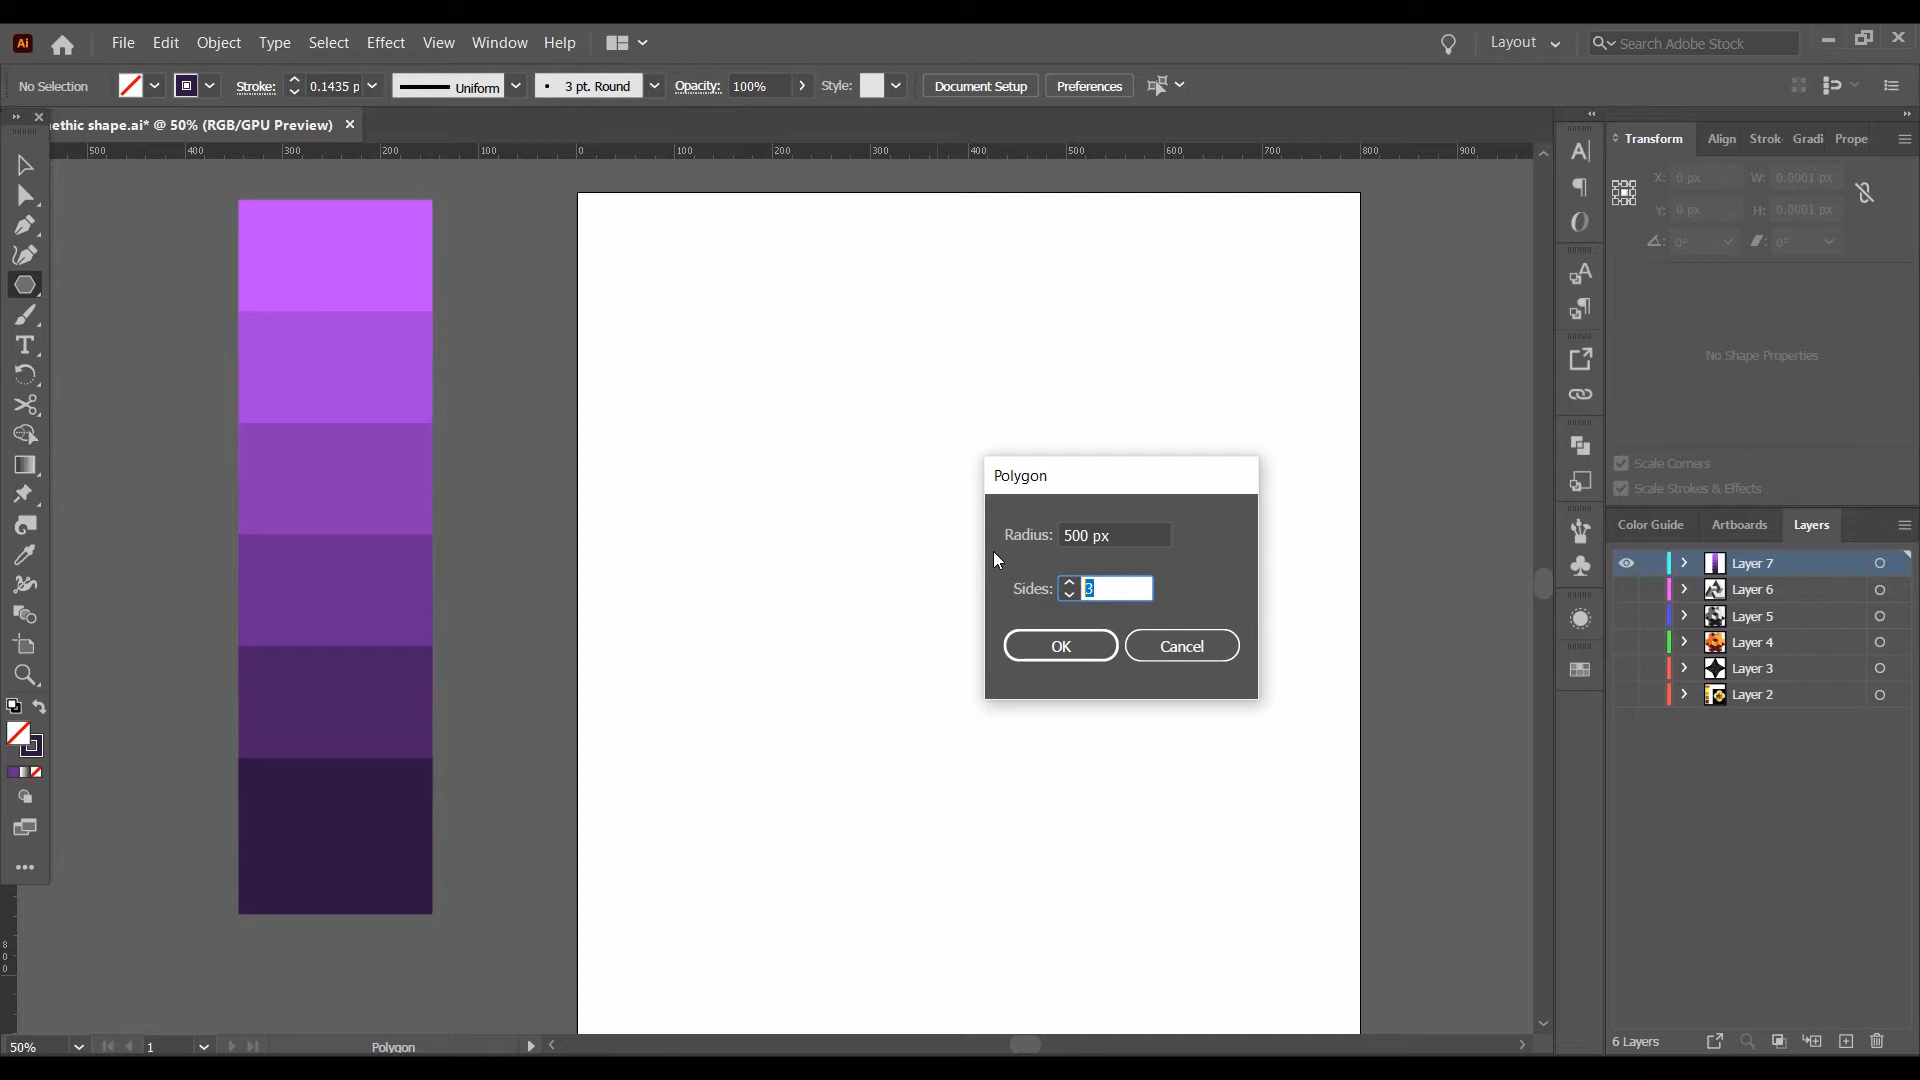 Ai File Edit Object Type Select Effect View Window Help Layout Search Adobe Stock
No Selection Stroke: 0.1435 p Uniform 3 pt. Round Opacity: 100% Style: Document Setup Preferences
ethic shape.ai* @ 50% (RGB/GPU Preview)
500 400 300 200 100 0 100 200 300 400 500 600 700 800 900
Transform Align Strok Gradi Prope
X: 0 px W: 0.0001 px
Y: 0 px H: 0.0001 px
0° 0°
No Shape Properties
Scale Corners
Scale Strokes & Effects
Polygon
Radius: 500 px
Sides: 3
OK Cancel
Color Guide Artboards Layers
Layer 7
Layer 6
Layer 5
Layer 4
Layer 3
Layer 2
800
50% 1 Polygon 6 Layers